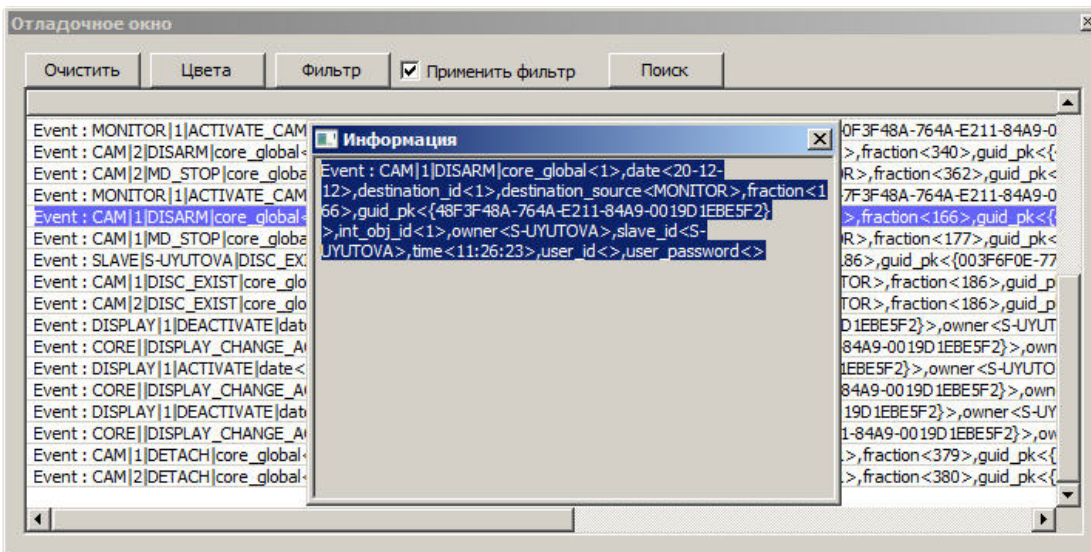 Отладочное окно
Очистить Цвета Фильтр Применить фильтр Поиск
Event : MONITOR|1|ACTIVATE_CAM 0F3F48A-764A-E211-84A9-0
Event : CAM|2|DISARM|core_global< >,fraction<340>,guid_pk<{
Event : CAM|2|MD_STOP|core_globa R>,fraction<362>,guid_pk<
Event : MONITOR|1|ACTIVATE_CAM 7F3F48A-764A-E211-84A9-0
Event : CAM|1|DISARM|core_global< >,fraction<166>,guid_pk<{
Event : CAM|1|MD_STOP|core_globa R>,fraction<177>,guid_pk<
Event : SLAVE|S-UYUTOVA|DISC_EX 86>,guid_pk<{003F6F0E-77
Event : CAM|1|DISC_EXIST|core_glo TOR>,fraction<186>,guid_p
Event : CAM|2|DISC_EXIST|core_glo TOR>,fraction<186>,guid_p
Event : DISPLAY|1|DEACTIVATE|date D1EBE5F2}>,owner<S-UYUT
Event : CORE||DISPLAY_CHANGE_A 84A9-0019D1EBE5F2}>,own
Event : DISPLAY|1|ACTIVATE|date< 1EBE5F2}>,owner<S-UYUTO
Event : CORE||DISPLAY_CHANGE_A 84A9-0019D1EBE5F2}>,own
Event : DISPLAY|1|DEACTIVATE|date 19D1EBE5F2}>,owner<S-UY
Event : CORE||DISPLAY_CHANGE_A 1-84A9-0019D1EBE5F2}>,ow
Event : CAM|1|DETACH|core_global< >,fraction<379>,guid_pk<{
Event : CAM|2|DETACH|core_global< >,fraction<380>,guid_pk<{
Информация
Event : CAM|1|DISARM|core_global<1>,date<20-12-
12>,destination_id<1>,destination_source<MONITOR>,fraction<1
66>,guid_pk<{48F3F48A-764A-E211-84A9-0019D1EBE5F2}
>,int_obj_id<1>,owner<S-UYUTOVA>,slave_id<S-
UYUTOVA>,time<11:26:23>,user_id<>,user_password<>